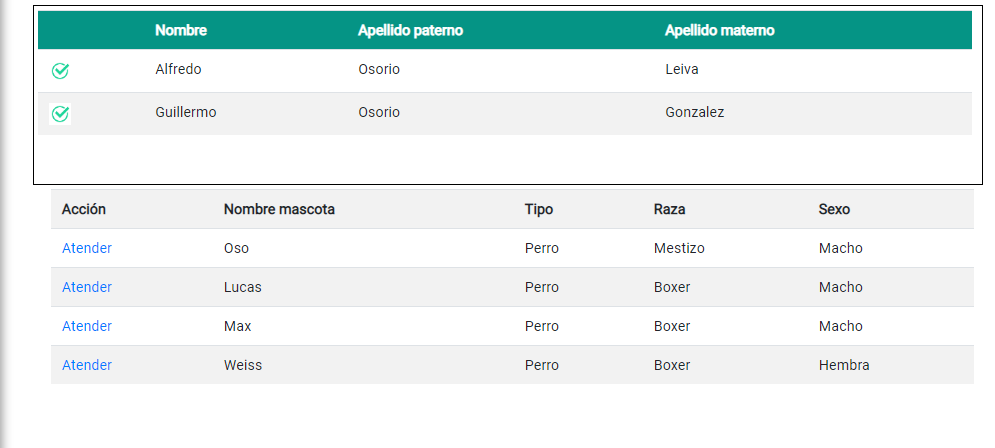 Nombre Apellido paterno Apellido materno
Alfredo Osorio Leiva
Guillermo Osorio Gonzalez
Acción Nombre mascota Tipo Raza Sexo
Atender Oso Perro Mestizo Macho
Atender Lucas Perro Boxer Macho
Atender Max Perro Boxer Macho
Atender Weiss Perro Boxer Hembra